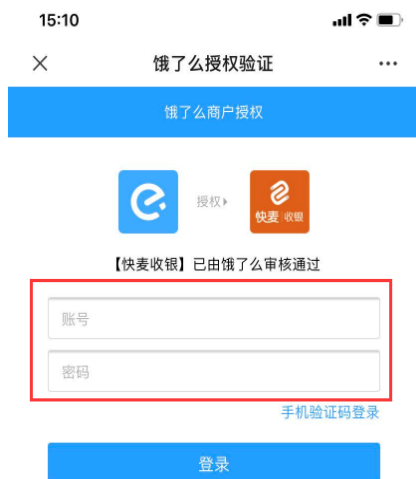 15:10
饿了么授权验证
饿了么商户授权
授权
快麦 收银
【快麦收银】已由饿了么审核通过
账号
密码
手机验证码登录
登录